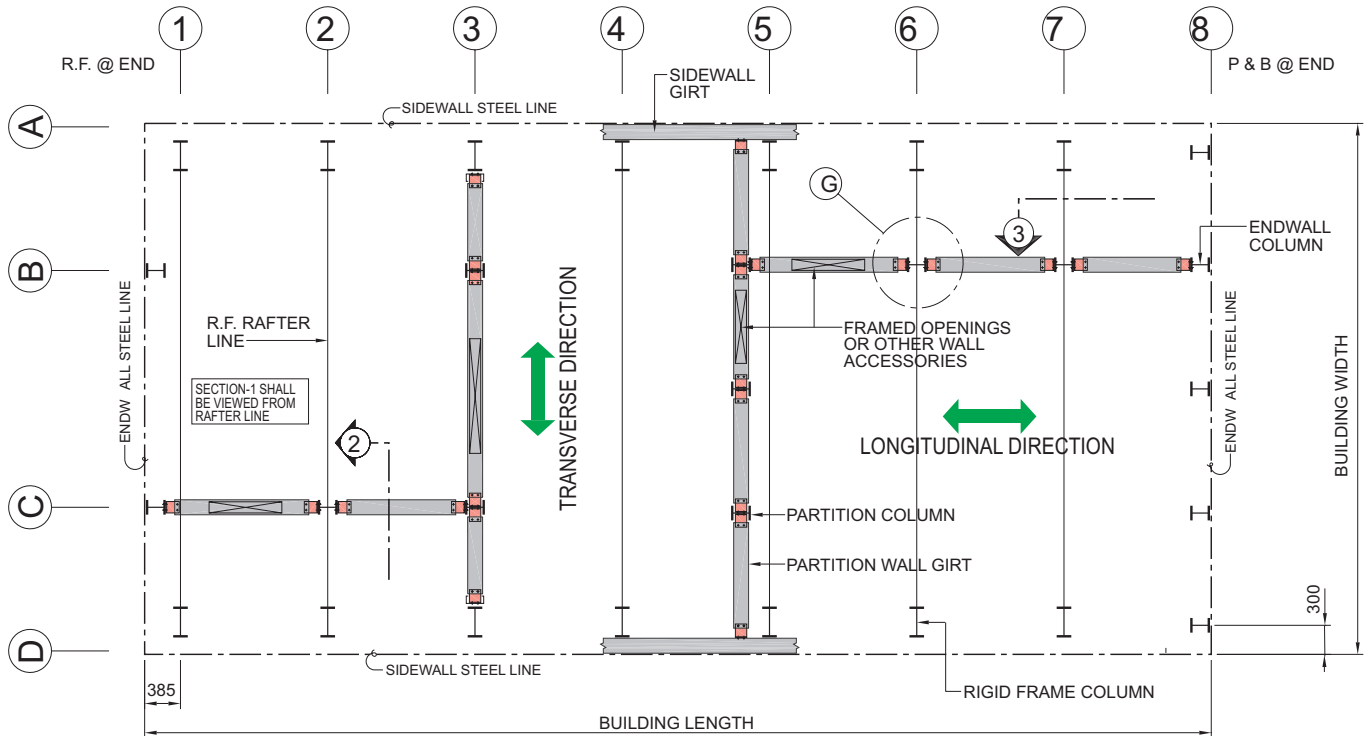 1 2 3 4 5 6 7 8
R.F. @ END
P & B @ END
SIDEWALL
GIRT
SIDEWALL STEEL LINE
A
G
3
ENDWALL
COLUMN
B
R.F. RAFTER
LINE
FRAMED OPENINGS
OR OTHER WALL
ACCESSORIES
TRANSVERSE DIRECTION
ENDW ALL STEEL LINE
ENDW ALL STEEL LINE
BUILDING WIDTH
SECTION-1 SHALL
BE VIEWED FROM
RAFTER LINE
2
LONGITUDINAL DIRECTION
C
PARTITION COLUMN
PARTITION WALL GIRT
300
D
SIDEWALL STEEL LINE
385
RIGID FRAME COLUMN
BUILDING LENGTH